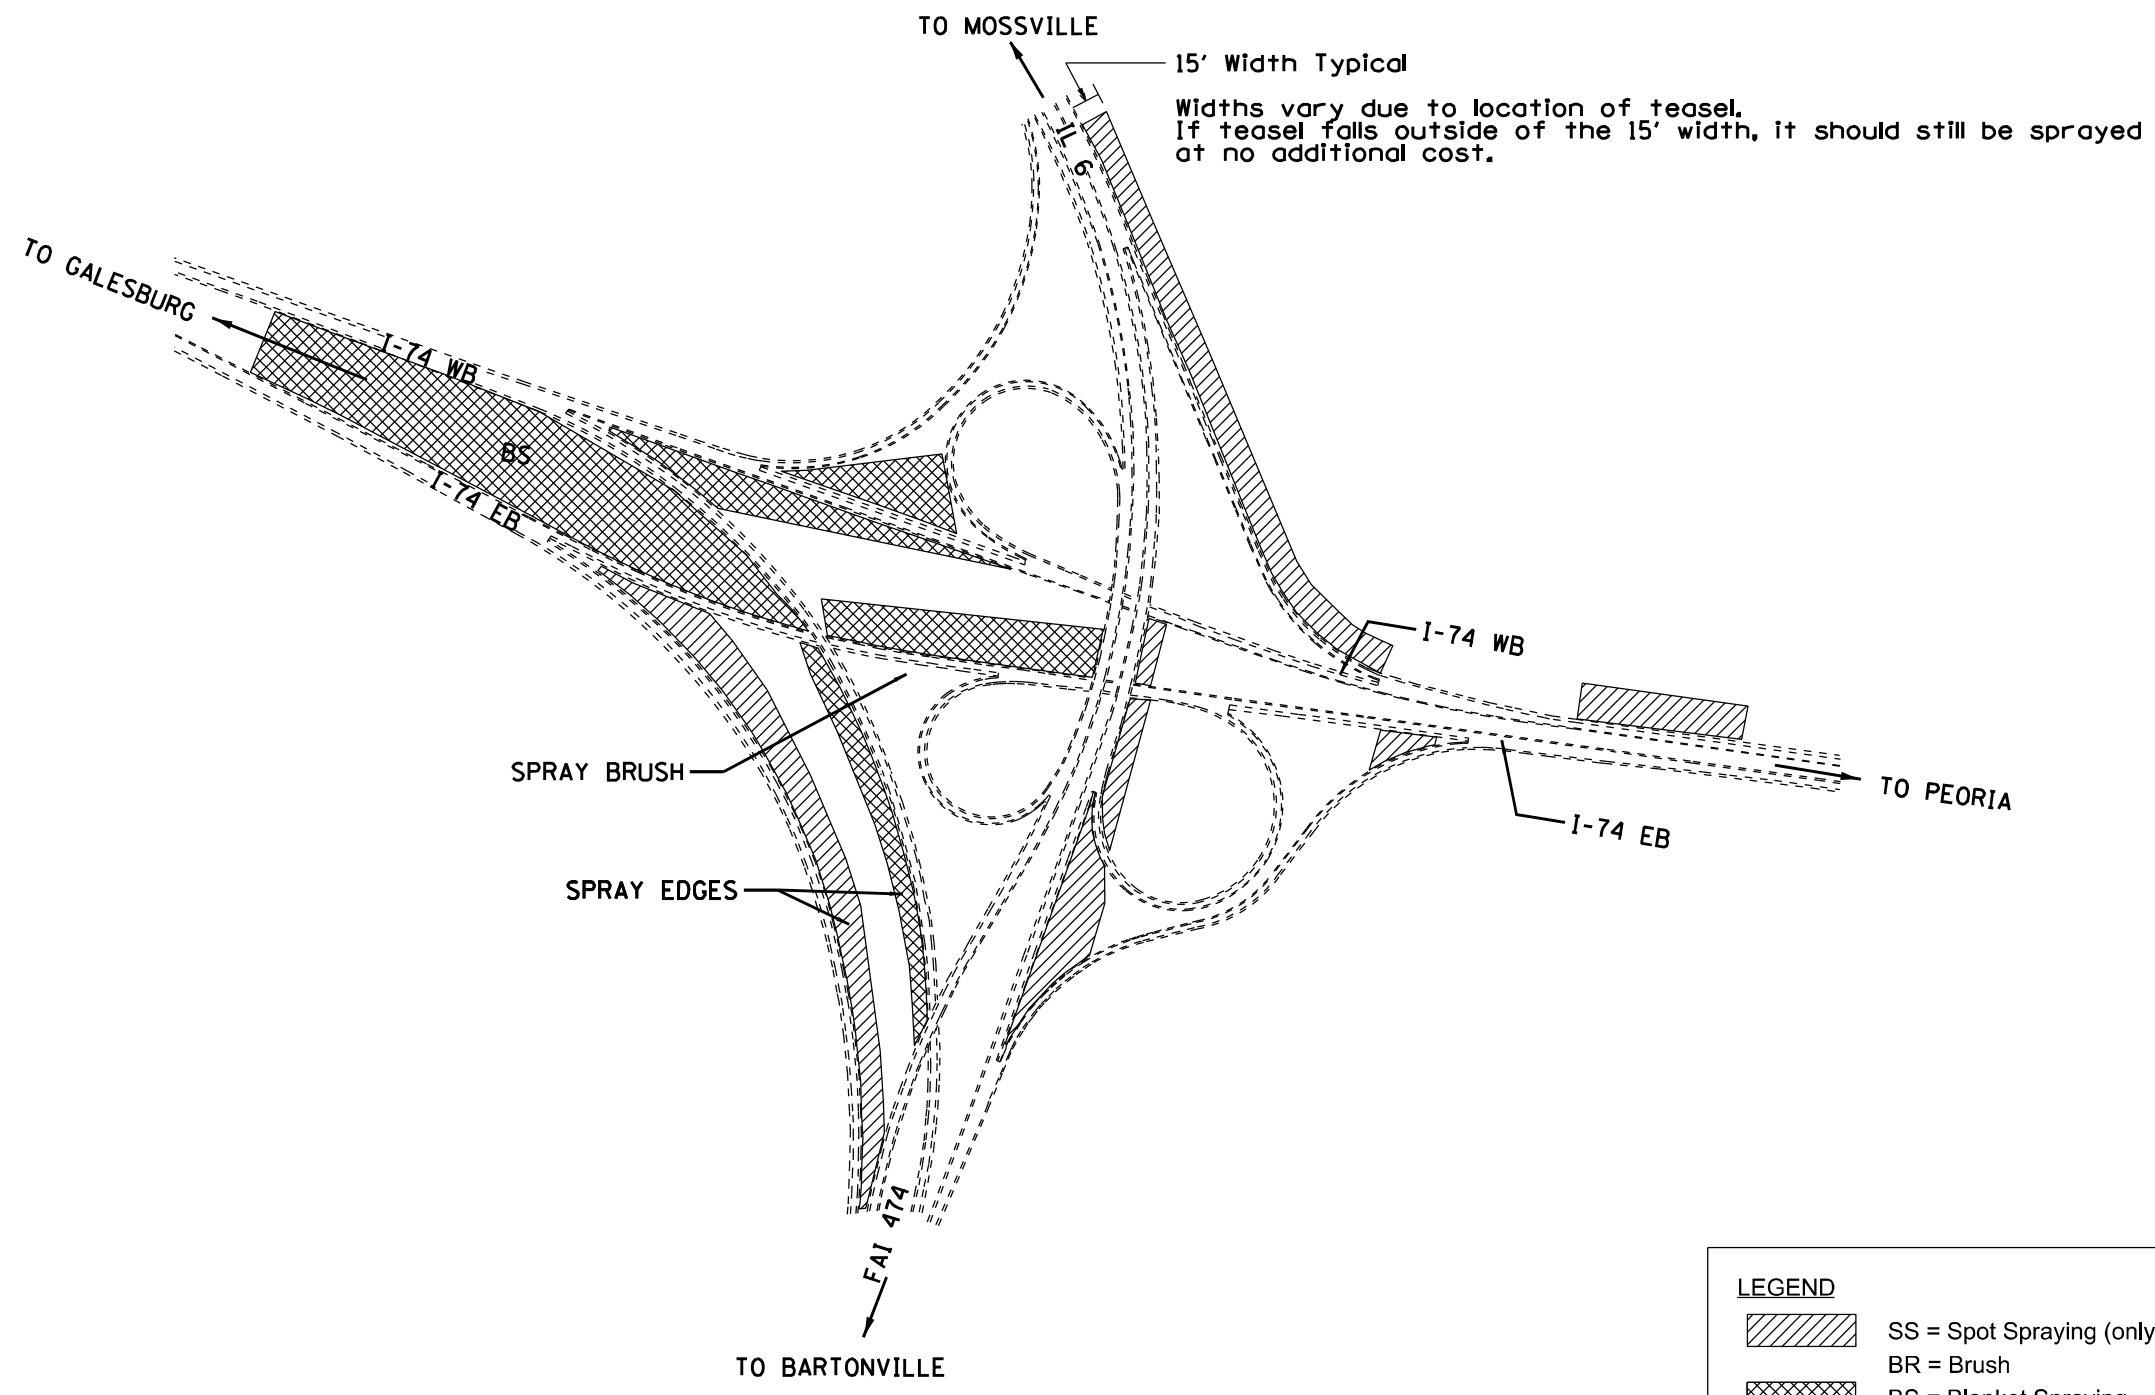 TO MOSSVILLE
15' Width Typical
Widths vary due to location of teasel.
If teasel falls outside of the 15' width, it should still be sprayed
at no additional cost.
IL 6
TO GALESBURG
I-74 WB
BS
I-74 EB
I-74 WB
SPRAY BRUSH
TO PEORIA
I-74 EB
SPRAY EDGES
FAI 474
TO BARTONVILLE
LEGEND
SS = Spot Spraying (only
BR = Brush
BS = Blanket Spraying